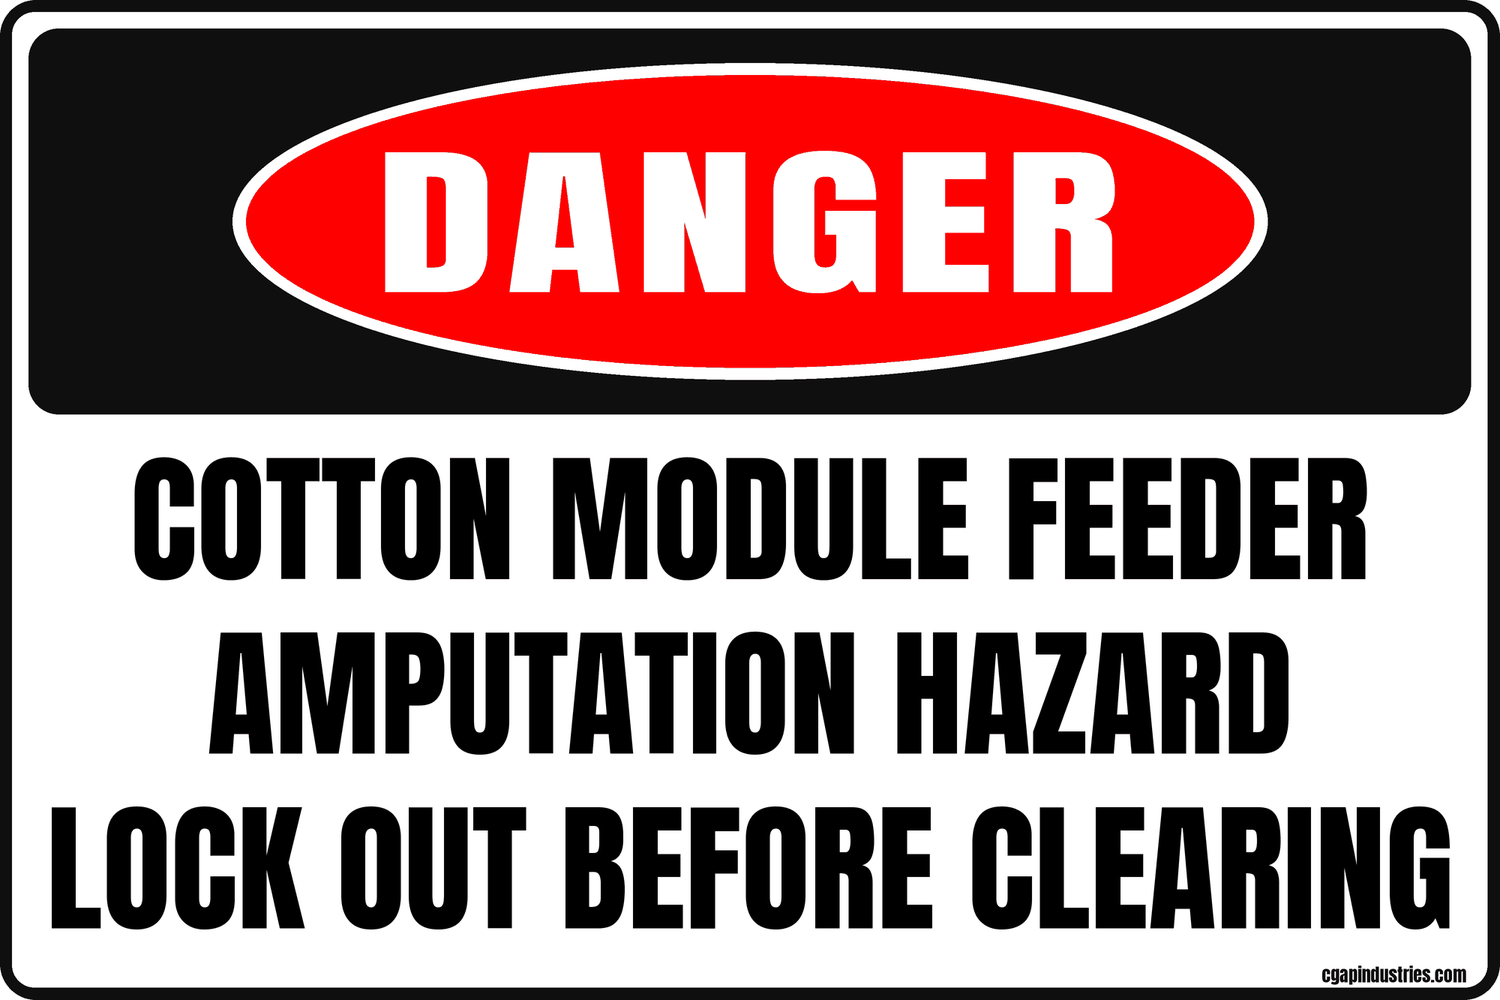 DANGER
COTTON MODULE FEEDER
AMPUTATION HAZARD
LOCK OUT BEFORE CLEARING
cgapindustries.com